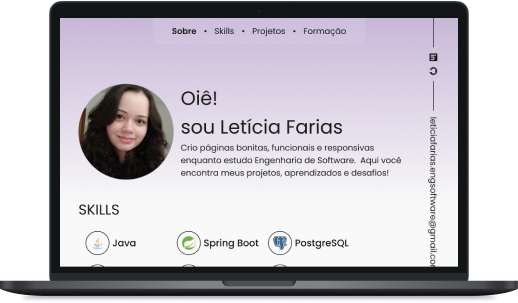 Sobre • Skills • Projetos • Formação
Oiê!
sou Letícia Farias
Crio páginas bonitas, funcionais e responsivas
enquanto estudo Engenharia de Software. Aqui você
encontra meus projetos, aprendizados e desafios!
SKILLS
Java
Spring Boot
PostgreSQL
leticiafarias.engsoftware@gmail.co